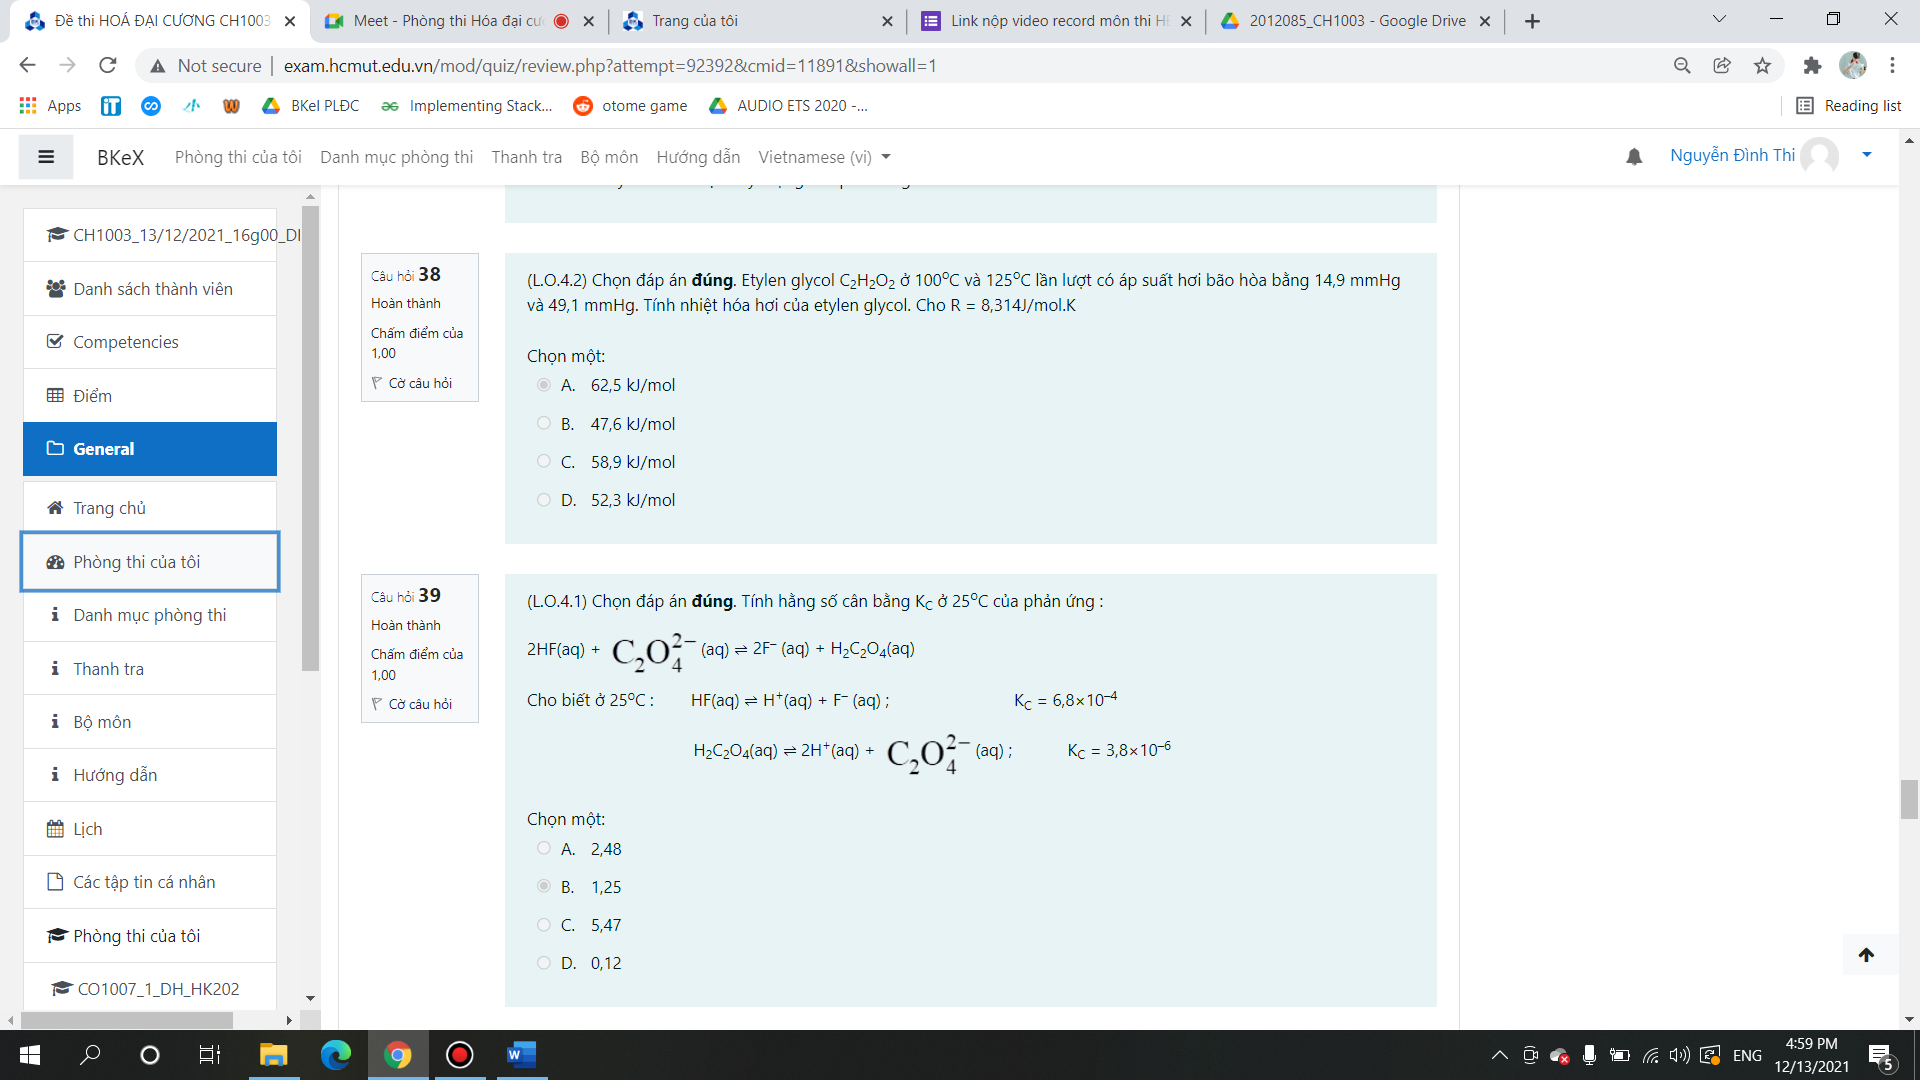 Đề thi HOÁ ĐẠI CƯƠNG CH1003
Meet - Phòng thi Hóa đại cư
Trang của tôi
Link nộp video record môn thi H
2012085_CH1003 - Google Drive
Not secure
exam.hcmut.edu.vn/mod/quiz/review.php?attempt=92392&cmid=11891&showall=1
Apps
BKel PLĐC
Implementing Stack...
otome game
AUDIO ETS 2020 -...
Reading list
BKeX
Phòng thi của tôi
Danh mục phòng thi
Thanh tra
Bộ môn
Hướng dẫn
Vietnamese (vi)
Nguyễn Đình Thi
CH1003_13/12/2021_16g00_DI
Danh sách thành viên
Competencies
Điểm
General
Trang chủ
Phòng thi của tôi
Danh mục phòng thi
Thanh tra
Bộ môn
Hướng dẫn
Lịch
Các tập tin cá nhân
Phòng thi của tôi
CO1007_1_DH_HK202
Câu hỏi 38
Hoàn thành
Chấm điểm của
1,00
Cờ câu hỏi
(L.O.4.2) Chọn đáp án đúng. Etylen glycol C₂H₂O₂ ở 100⁰C và 125⁰C lần lượt có áp suất hơi bão hòa bằng 14,9 mmHg
và 49,1 mmHg. Tính nhiệt hóa hơi của etylen glycol. Cho R = 8,314J/mol.K
Chọn một:
A. 62,5 kJ/mol
B. 47,6 kJ/mol
C. 58,9 kJ/mol
D. 52,3 kJ/mol
Câu hỏi 39
Hoàn thành
Chấm điểm của
1,00
Cờ câu hỏi
(L.O.4.1) Chọn đáp án đúng. Tính hằng số cân bằng K_C ở 25⁰C của phản ứng :
2HF(aq) + C₂O₄²⁻ (aq) ⇌ 2F⁻ (aq) + H₂C₂O₄(aq)
Cho biết ở 25⁰C : HF(aq) ⇌ H⁺(aq) + F⁻ (aq) ; K_C = 6,8×10⁻⁴
H₂C₂O₄(aq) ⇌ 2H⁺(aq) + C₂O₄²⁻ (aq) ; K_C = 3,8×10⁻⁶
Chọn một:
A. 2,48
B. 1,25
C. 5,47
D. 0,12
ENG
4:59 PM
12/13/2021
5